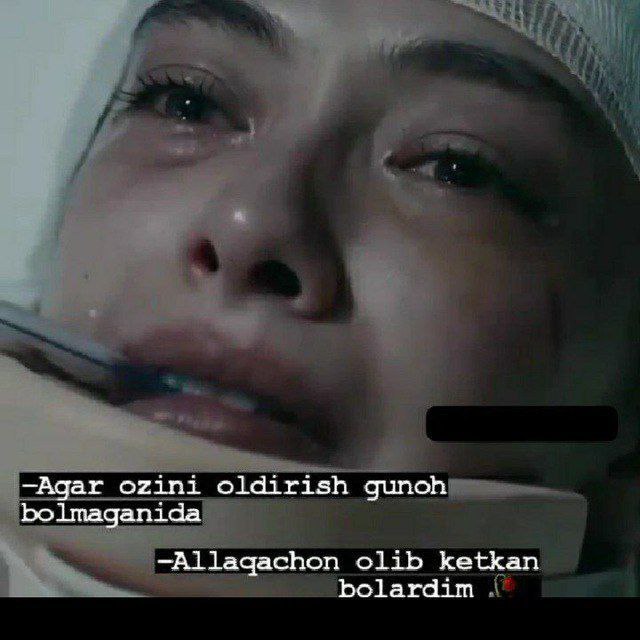 -Agar ozini oldirish gunoh
bolmaganida
-Allaqachon olib ketkan
bolardim 🥀